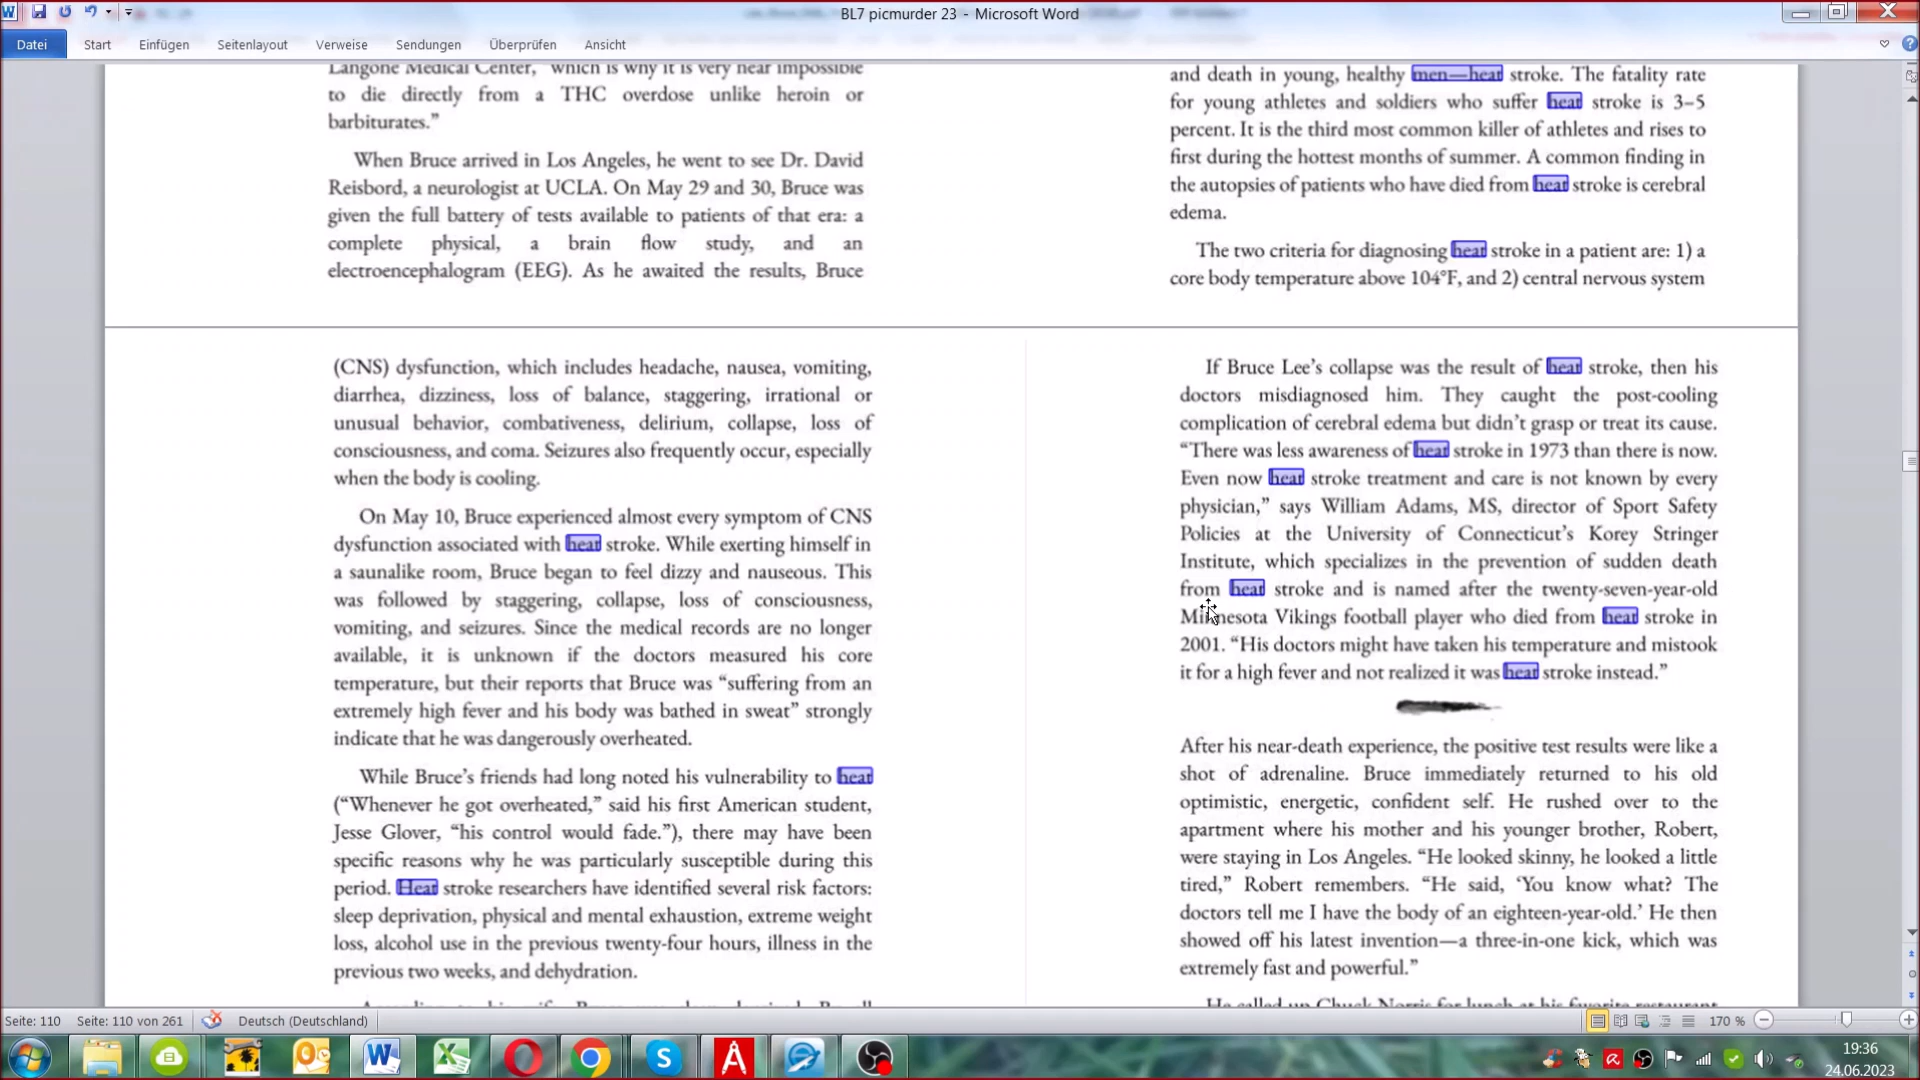 BL7 picmurder 23 - Microsoft Word
Datei Start Einfügen Seitenlayout Verweise Sendungen Überprüfen Ansicht
Langone Medical Center, "which is why it is very near impossible
to die directly from a THC overdose unlike heroin or
barbiturates."
When Bruce arrived in Los Angeles, he went to see Dr. David
Reisbord, a neurologist at UCLA. On May 29 and 30, Bruce was
given the full battery of tests available to patients of that era: a
complete physical, a brain flow study, and an
electroencephalogram (EEG). As he awaited the results, Bruce
and death in young, healthy men—heat stroke. The fatality rate
for young athletes and soldiers who suffer heat stroke is 3–5
percent. It is the third most common killer of athletes and rises to
first during the hottest months of summer. A common finding in
the autopsies of patients who have died from heat stroke is cerebral
edema.
The two criteria for diagnosing heat stroke in a patient are: 1) a
core body temperature above 104°F, and 2) central nervous system
(CNS) dysfunction, which includes headache, nausea, vomiting,
diarrhea, dizziness, loss of balance, staggering, irrational or
unusual behavior, combativeness, delirium, collapse, loss of
consciousness, and coma. Seizures also frequently occur, especially
when the body is cooling.
On May 10, Bruce experienced almost every symptom of CNS
dysfunction associated with heat stroke. While exerting himself in
a saunalike room, Bruce began to feel dizzy and nauseous. This
was followed by staggering, collapse, loss of consciousness,
vomiting, and seizures. Since the medical records are no longer
available, it is unknown if the doctors measured his core
temperature, but their reports that Bruce was "suffering from an
extremely high fever and his body was bathed in sweat" strongly
indicate that he was dangerously overheated.
While Bruce's friends had long noted his vulnerability to heat
("Whenever he got overheated," said his first American student,
Jesse Glover, "his control would fade."), there may have been
specific reasons why he was particularly susceptible during this
period. Heat stroke researchers have identified several risk factors:
sleep deprivation, physical and mental exhaustion, extreme weight
loss, alcohol use in the previous twenty-four hours, illness in the
previous two weeks, and dehydration.
If Bruce Lee's collapse was the result of heat stroke, then his
doctors misdiagnosed him. They caught the post-cooling
complication of cerebral edema but didn't grasp or treat its cause.
"There was less awareness of heat stroke in 1973 than there is now.
Even now heat stroke treatment and care is not known by every
physician," says William Adams, MS, director of Sport Safety
Policies at the University of Connecticut's Korey Stringer
Institute, which specializes in the prevention of sudden death
from heat stroke and is named after the twenty-seven-year-old
Minnesota Vikings football player who died from heat stroke in
2001. "His doctors might have taken his temperature and mistook
it for a high fever and not realized it was heat stroke instead."
After his near-death experience, the positive test results were like a
shot of adrenaline. Bruce immediately returned to his old
optimistic, energetic, confident self. He rushed over to the
apartment where his mother and his younger brother, Robert,
were staying in Los Angeles. "He looked skinny, he looked a little
tired," Robert remembers. "He said, 'You know what? The
doctors tell me I have the body of an eighteen-year-old.' He then
showed off his latest invention—a three-in-one kick, which was
extremely fast and powerful."
He called up Chuck Norris for lunch at his favorite restaurant
Seite: 110 Seite: 110 von 261 Deutsch (Deutschland) 170 %
19:36
24.06.2023